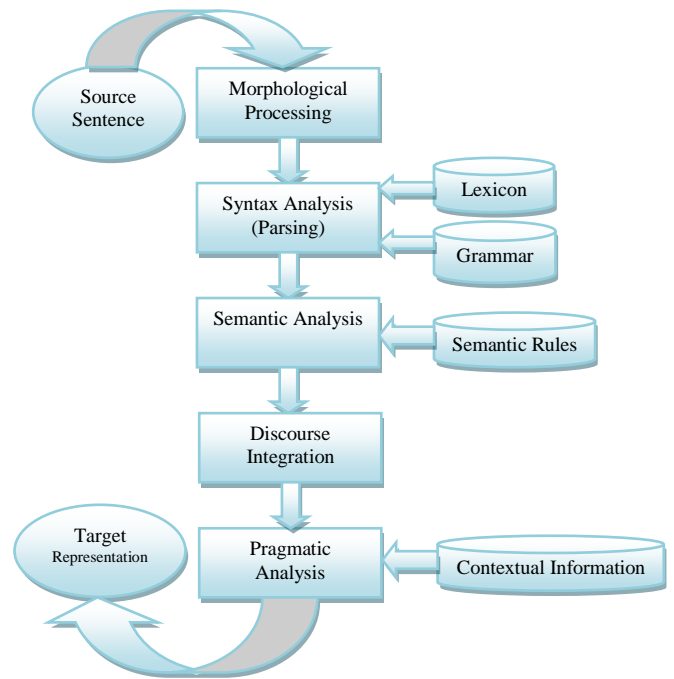 Source
Sentence
Morphological
Processing
Syntax Analysis
(Parsing)
Lexicon
Grammar
Semantic Analysis
Semantic Rules
Discourse
Integration
Target
Representation
Pragmatic
Analysis
Contextual Information